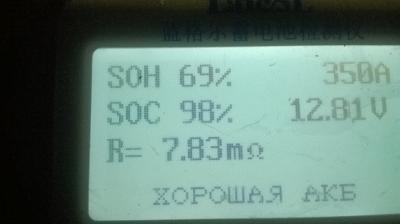 SOH 69% 350A
SOC 98% 12.81V
R= 7.83mΩ
ХОРОШАЯ АКБ